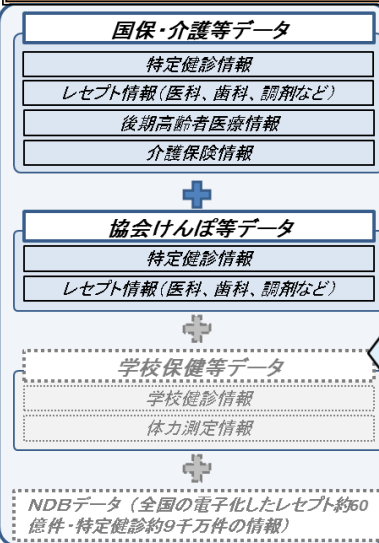 国保・介護等データ
特定健診情報
レセプト情報（医科、歯科、調剤など）
後期高齢者医療情報
介護保険情報
協会けんぽ等データ
特定健診情報
レセプト情報（医科、歯科、調剤など）
学校保健等データ
学校健診情報
体力測定情報
NDBデータ（全国の電子化したレセプト約60
億件・特定健診約9千万件の情報）